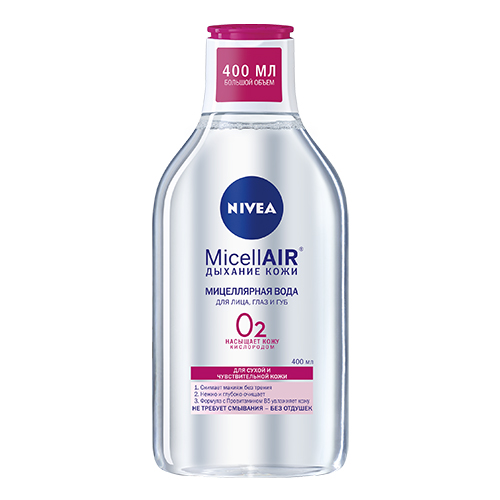 400 МЛ
БОЛЬШОЙ ОБЪЕМ
NIVEA
MicellAIR®
ДЫХАНИЕ КОЖИ
МИЦЕЛЛЯРНАЯ ВОДА
ДЛЯ ЛИЦА, ГЛАЗ И ГУБ
O2
НАСЫЩАЕТ КОЖУ
КИСЛОРОДОМ
400 мл
ДЛЯ СУХОЙ И
ЧУВСТВИТЕЛЬНОЙ КОЖИ
1. Снимает макияж без трения
2. Нежно и глубоко очищает
3. Формула с Провитамином B5 увлажняет кожу
НЕ ТРЕБУЕТ СМЫВАНИЯ – БЕЗ ОТДУШЕК